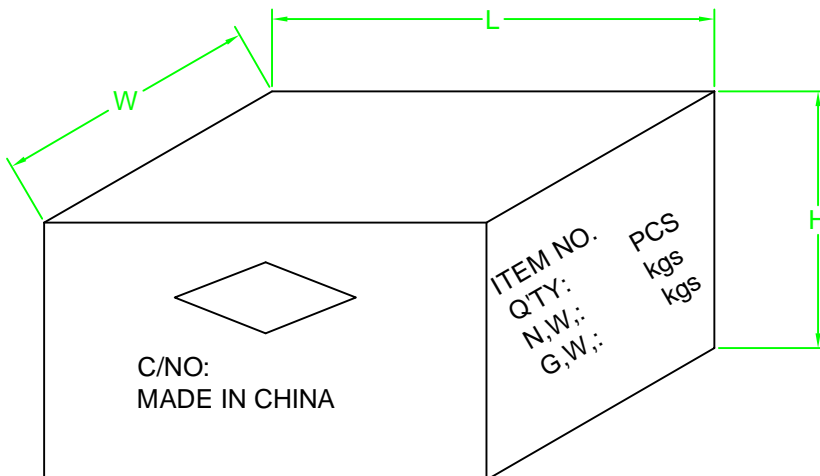 L
W
H
ITEM NO.
Q'TY: PCS
N,W,: kgs
G,W,: kgs
C/NO:
MADE IN CHINA